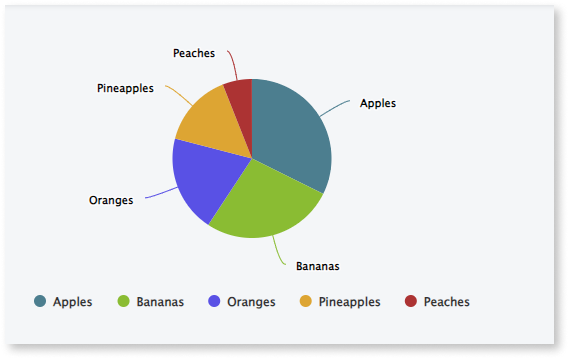 Peaches
Pineapples
Apples
Oranges
Bananas
Apples Bananas Oranges Pineapples Peaches